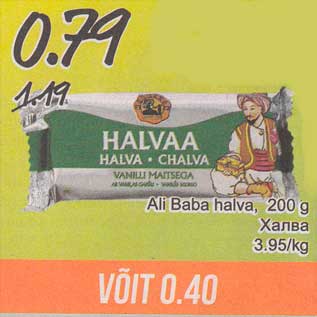 0.79
1.19
HALVAA
HALVA • CHALVA
VANILLI MAITSEGA
Ali Baba halva, 200 g
Халва
3.95/kg
VÕIT 0.40